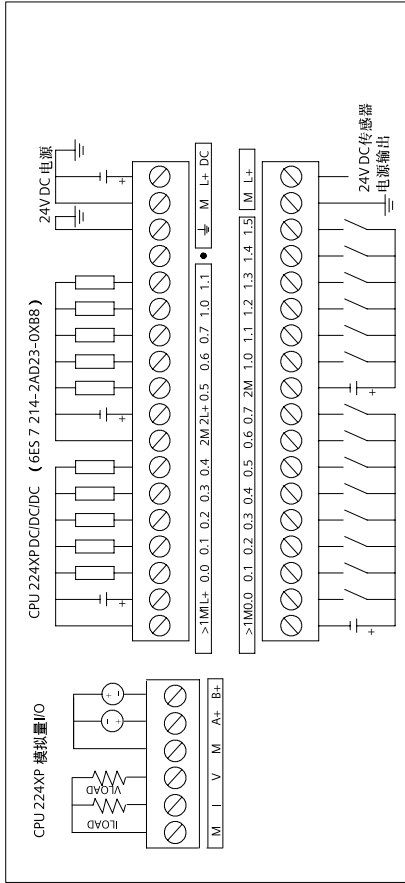 CPU 224XP DC/DC/DC ( 6ES 7 214-2AD23-0XB8 )
24V DC 电源
>1M 1L+ 0.0 0.1 0.2 0.3 0.4 2M 2L+ 0.5 0.6 0.7 1.0 1.1 • ⏚ M L+ DC
>1M 0.0 0.1 0.2 0.3 0.4 0.5 0.6 0.7 2M 1.0 1.1 1.2 1.3 1.4 1.5 M L+
24V DC传感器
电源输出
CPU 224XP 模拟量I/O
ILOAD
VLOAD
M I V M A+ B+